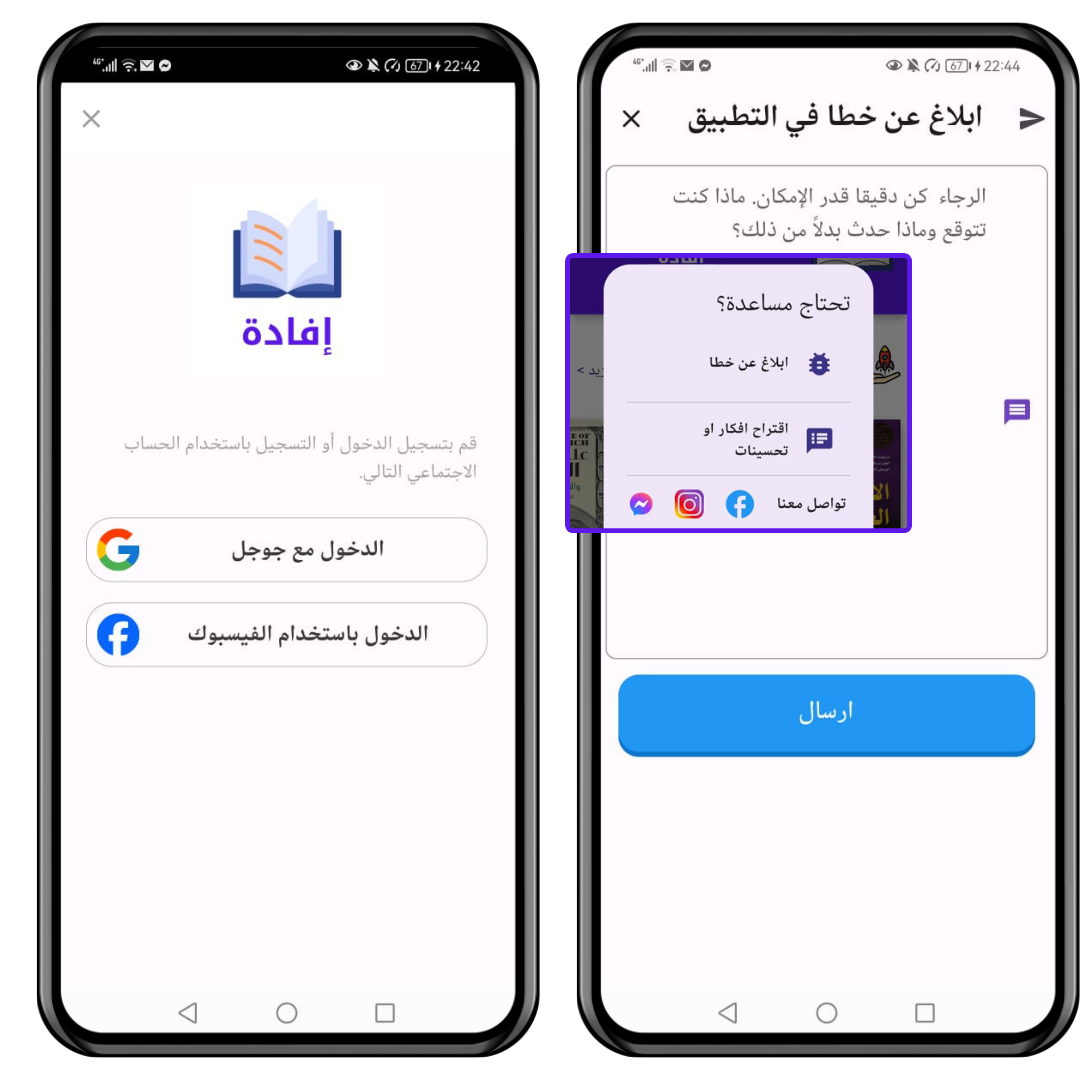 22:42
67
4G+
إفادة
قم بتسجيل الدخول أو التسجيل باستخدام الحساب
الاجتماعي التالي.
الدخول مع جوجل
الدخول باستخدام الفيسبوك
22:44
67
4G+
ابلاغ عن خطا في التطبيق
الرجاء كن دقيقا قدر الإمكان. ماذا كنت
تتوقع وماذا حدث بدلاً من ذلك؟
تحتاج مساعدة؟
ابلاغ عن خطا
اقتراح افكار او
تحسينات
تواصل معنا
ارسال